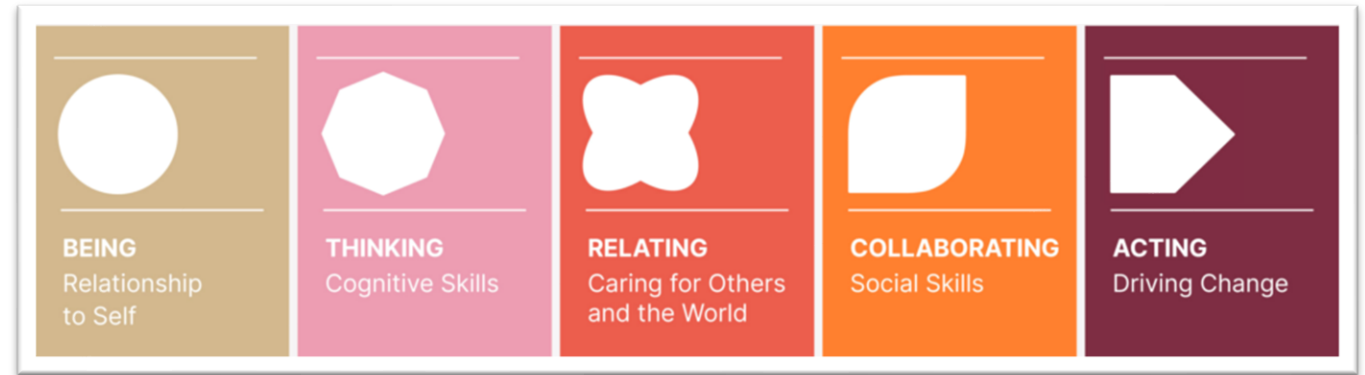 BEING
Relationship
to Self
THINKING
Cognitive Skills
RELATING
Caring for Others
and the World
COLLABORATING
Social Skills
ACTING
Driving Change